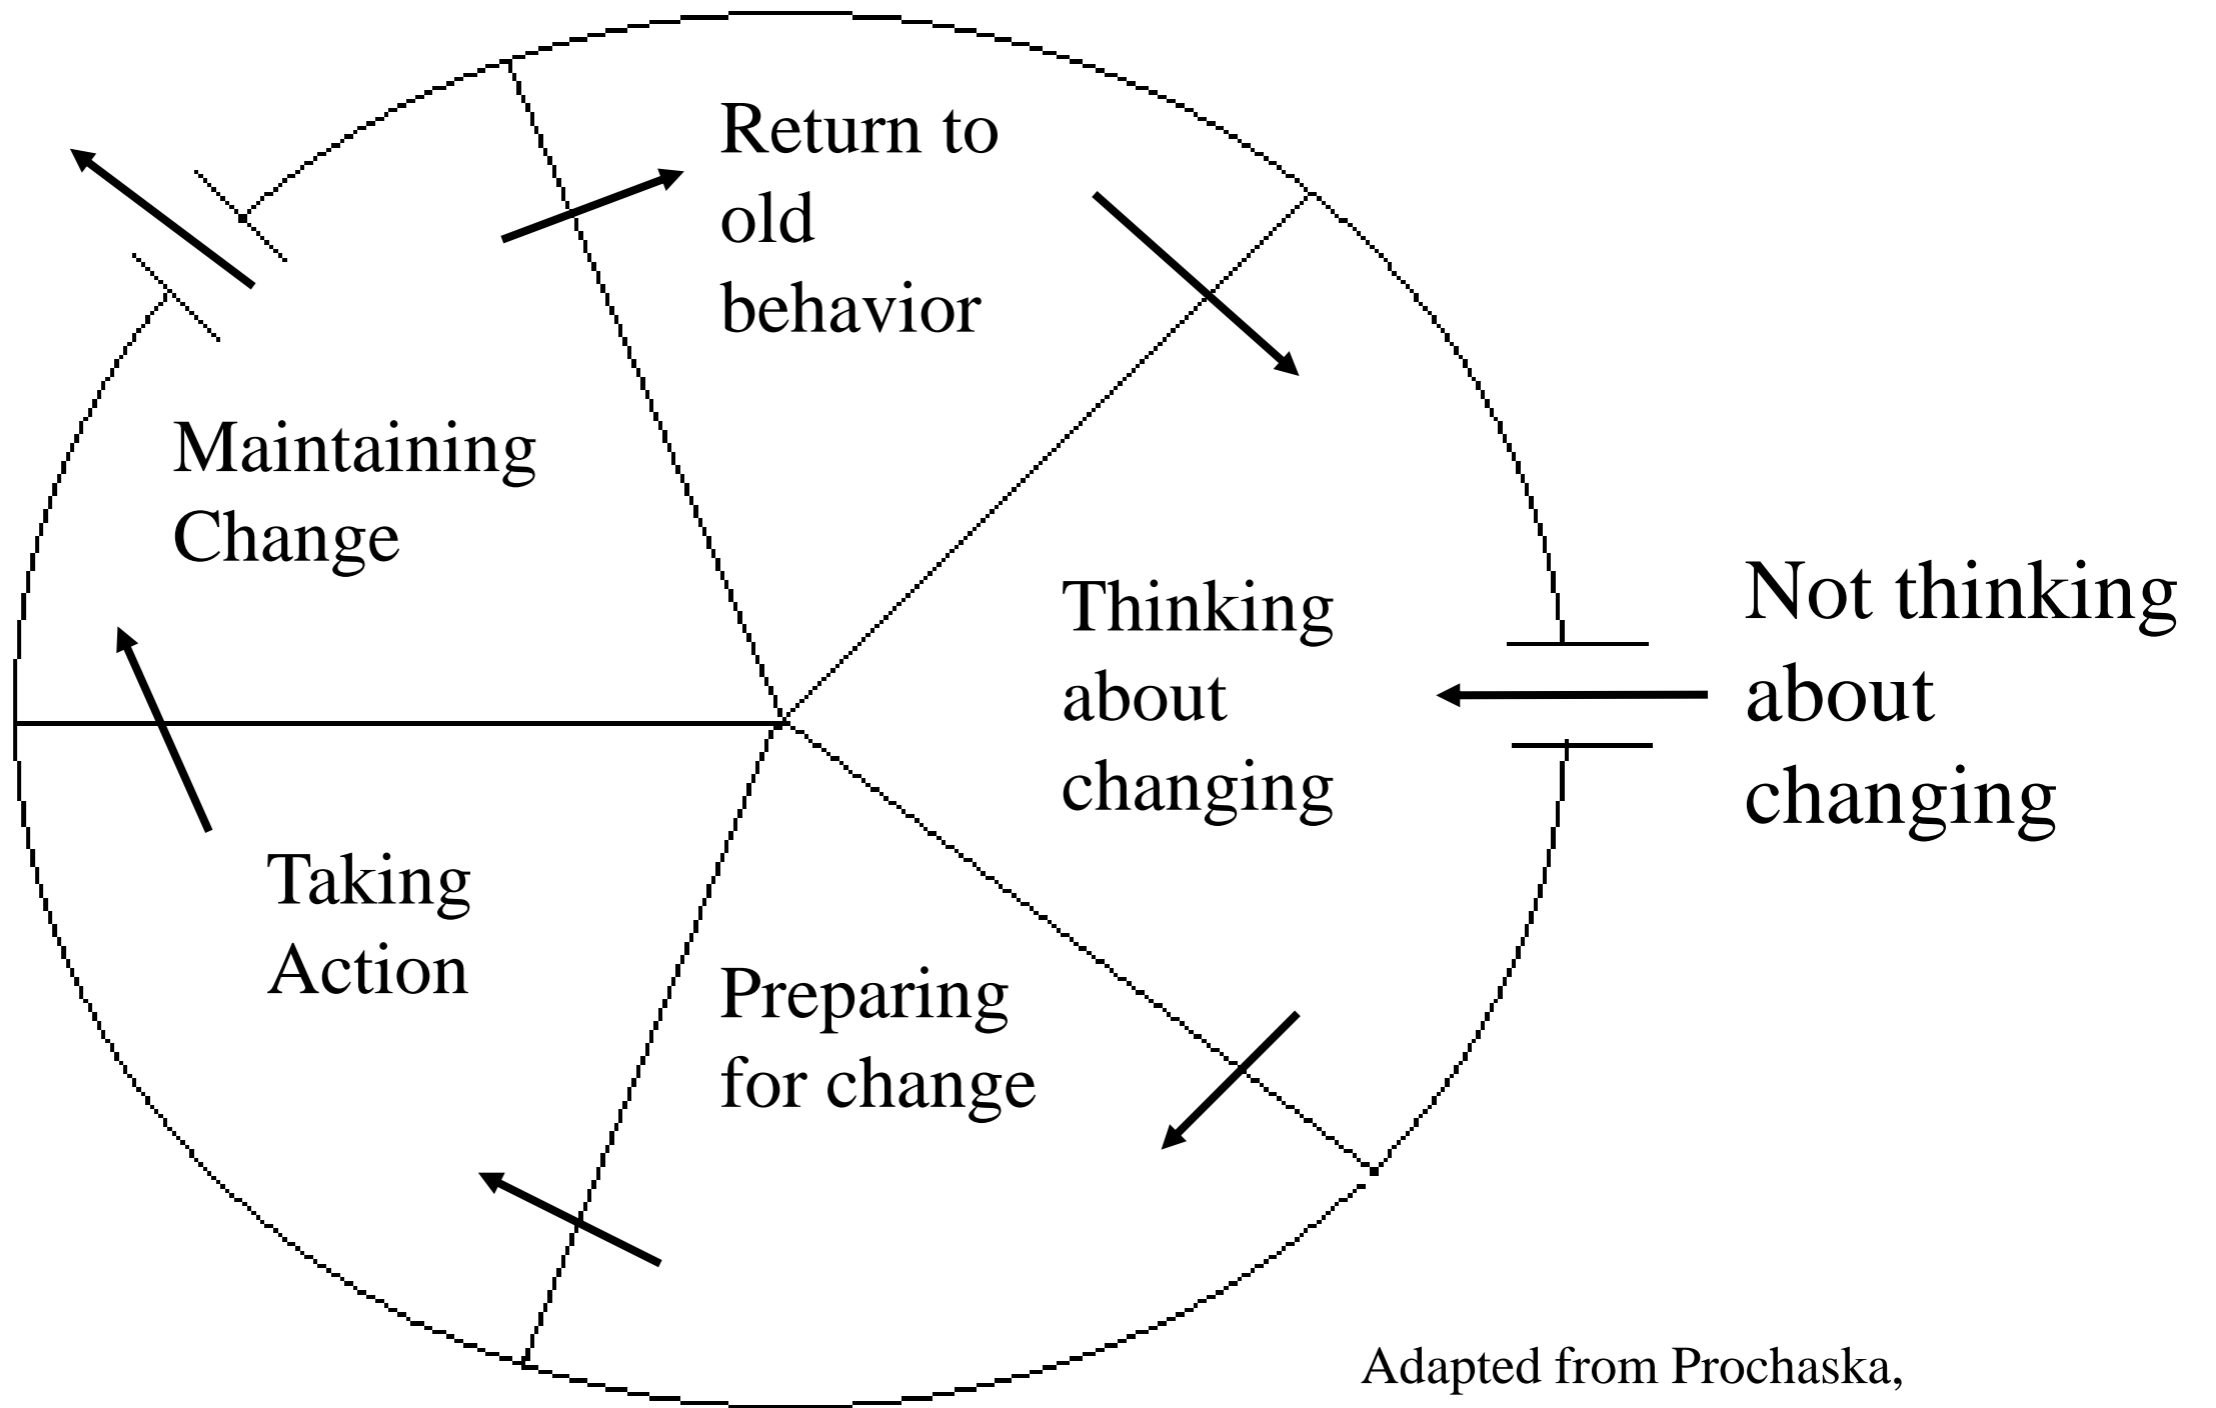 Return to
old
behavior
Maintaining
Change
Thinking
about
changing
Not thinking
about
changing
Taking
Action
Preparing
for change
Adapted from Prochaska,